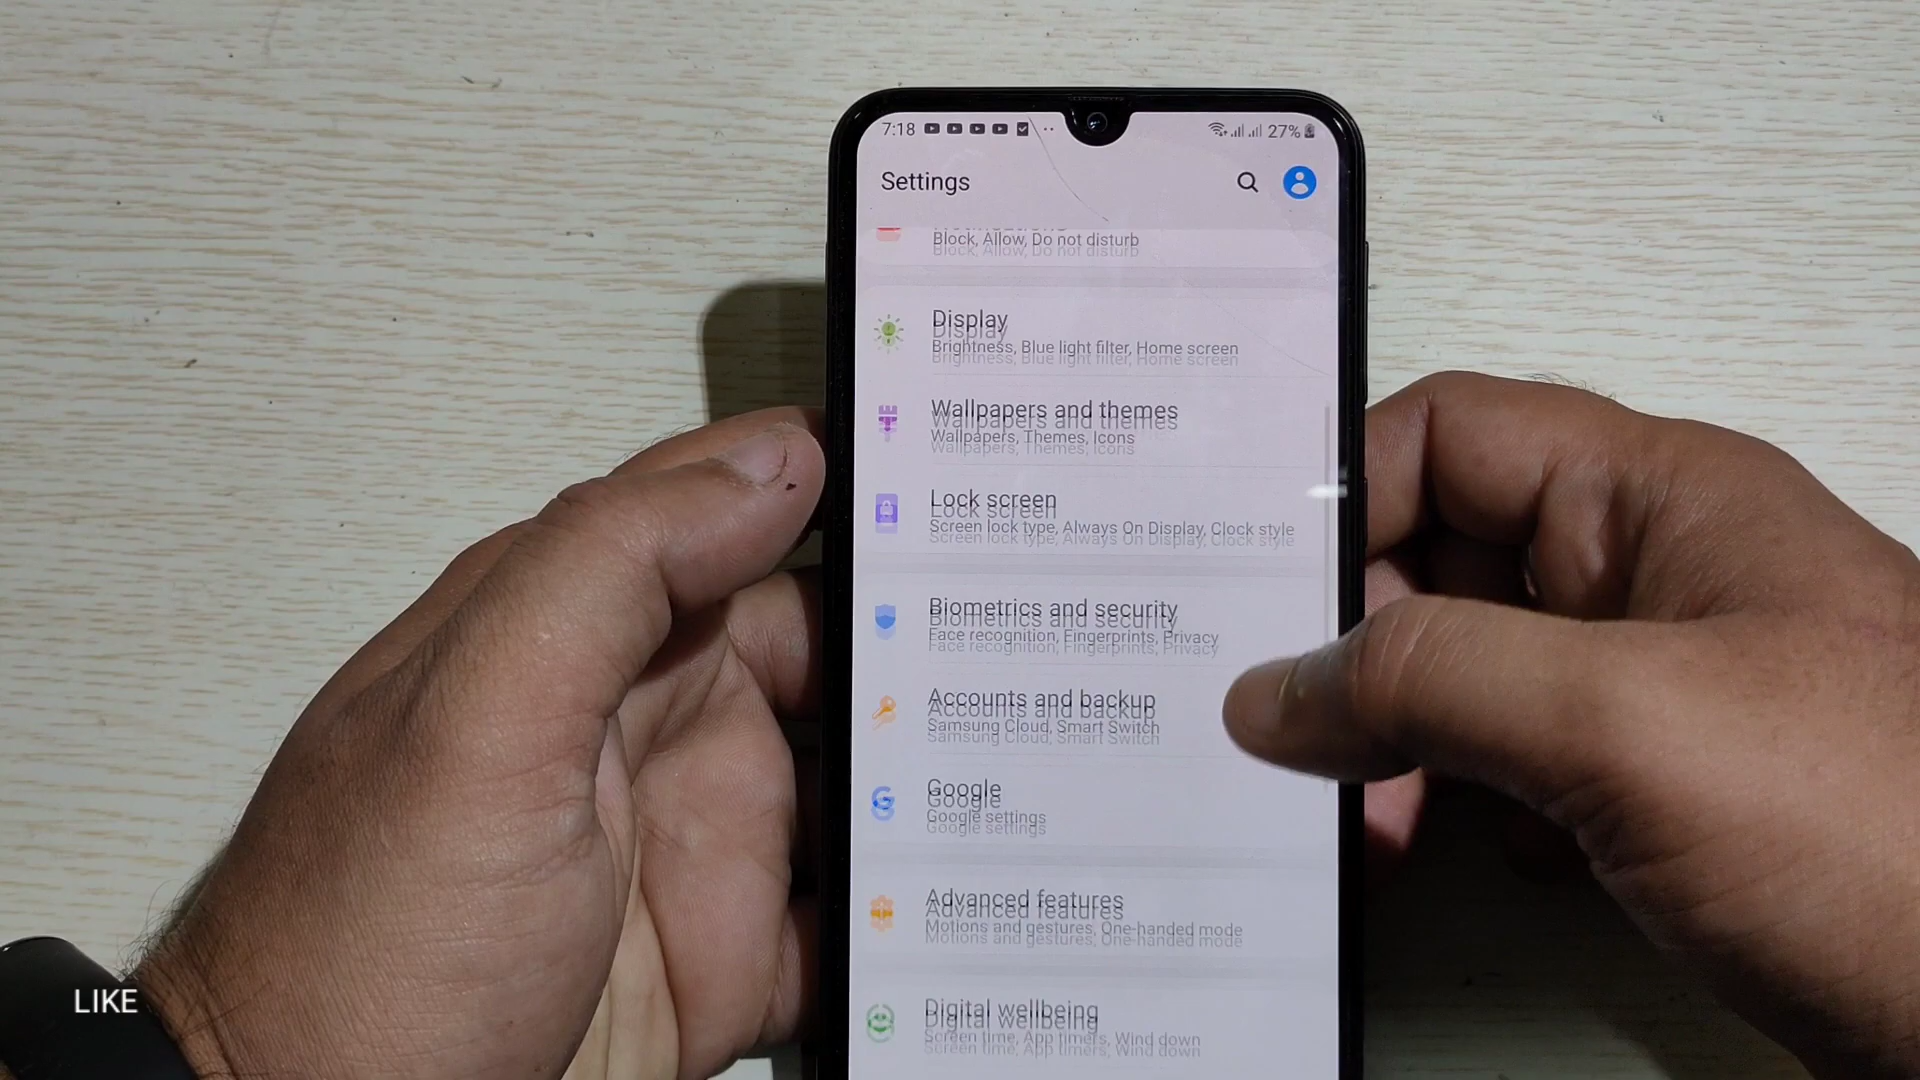 7:18
27%
Settings
Notifications
Block, Allow, Do not disturb
Display
Brightness, Blue light filter, Home screen
Wallpapers and themes
Wallpapers, Themes, Icons
Lock screen
Screen lock type, Always On Display, Clock style
Biometrics and security
Face recognition, Fingerprints, Privacy
Accounts and backup
Samsung Cloud, Smart Switch
Google
Google settings
Advanced features
Motions and gestures, One-handed mode
Digital wellbeing
Screen time, App timers, Wind down
LIKE